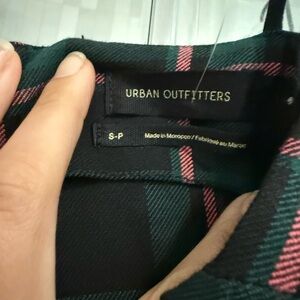 URBAN OUTFITTERS
S-P
Made in Morocco / Fabriqué au Maroc